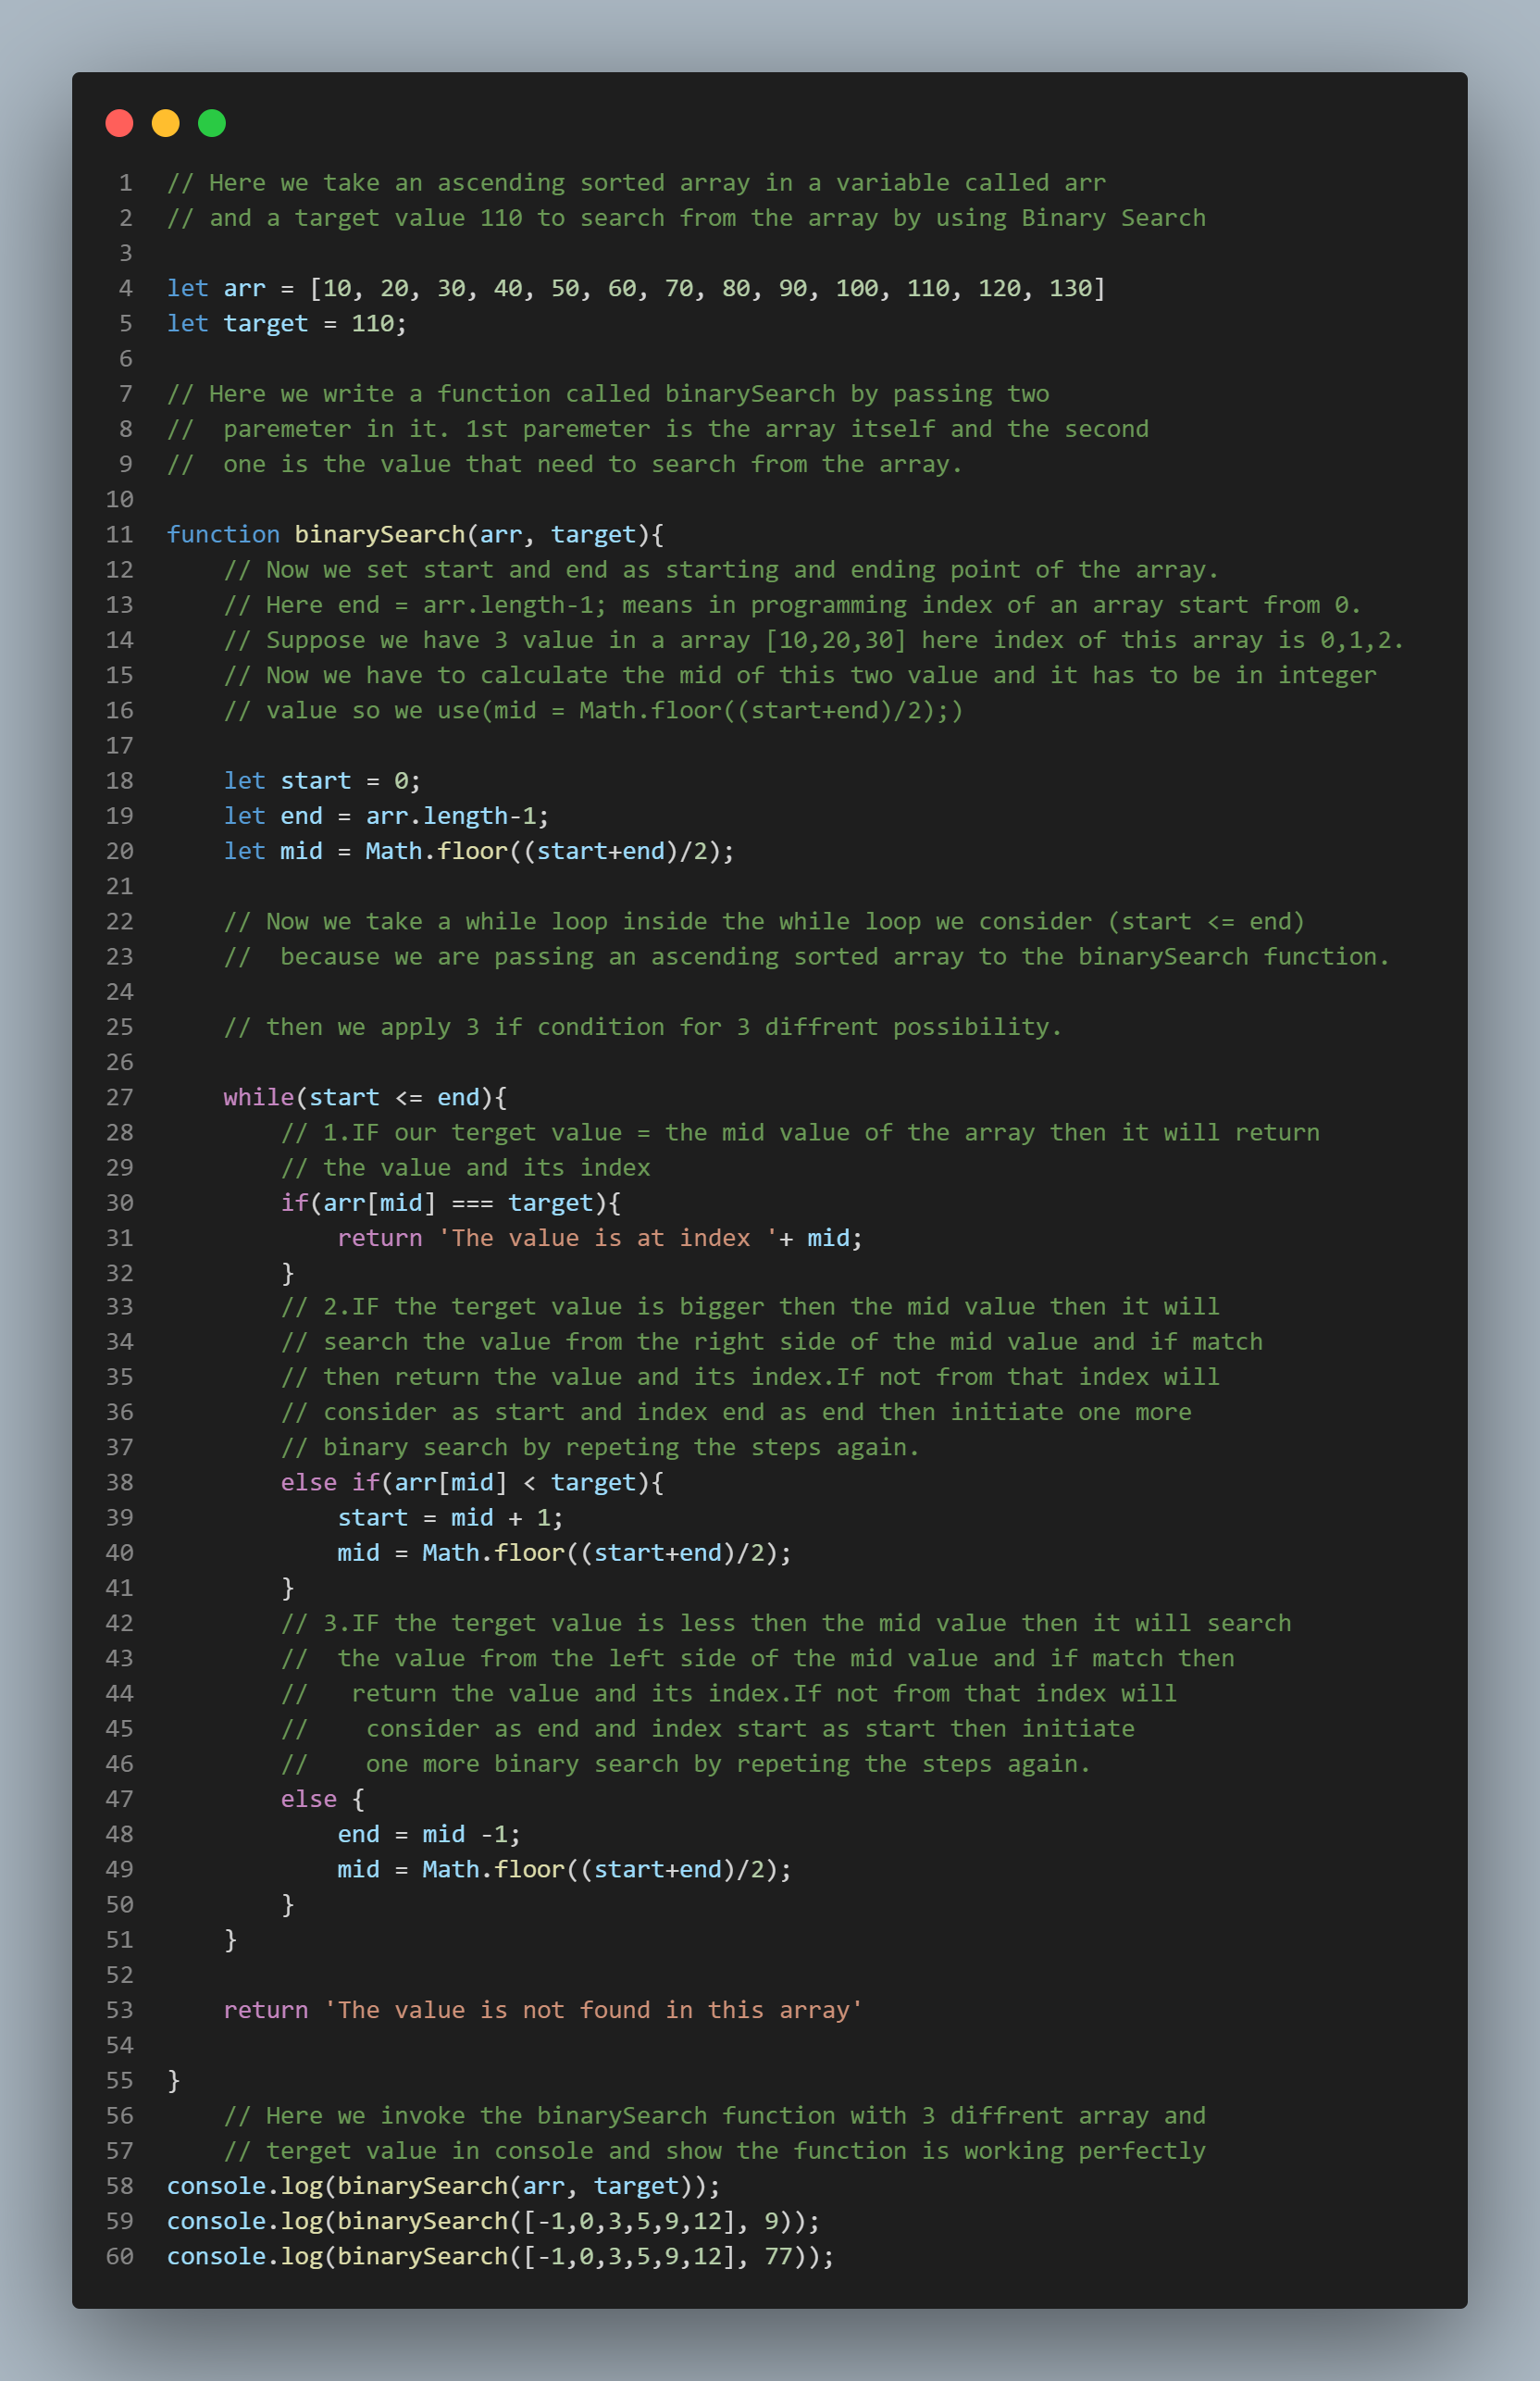 1 // Here we take an ascending sorted array in a variable called arr
2 // and a target value 110 to search from the array by using Binary Search
3
4 let arr = [10, 20, 30, 40, 50, 60, 70, 80, 90, 100, 110, 120, 130]
5 let target = 110;
6
7 // Here we write a function called binarySearch by passing two
8 //  paremeter in it. 1st paremeter is the array itself and the second
9 //  one is the value that need to search from the array.
10
11 function binarySearch(arr, target){
12     // Now we set start and end as starting and ending point of the array.
13     // Here end = arr.length-1; means in programming index of an array start from 0.
14     // Suppose we have 3 value in a array [10,20,30] here index of this array is 0,1,2.
15     // Now we have to calculate the mid of this two value and it has to be in integer
16     // value so we use(mid = Math.floor((start+end)/2);)
17
18     let start = 0;
19     let end = arr.length-1;
20     let mid = Math.floor((start+end)/2);
21
22     // Now we take a while loop inside the while loop we consider (start <= end)
23     //  because we are passing an ascending sorted array to the binarySearch function.
24
25     // then we apply 3 if condition for 3 diffrent possibility.
26
27     while(start <= end){
28         // 1.IF our terget value = the mid value of the array then it will return
29         // the value and its index
30         if(arr[mid] === target){
31             return 'The value is at index '+ mid;
32         }
33         // 2.IF the terget value is bigger then the mid value then it will
34         // search the value from the right side of the mid value and if match
35         // then return the value and its index.If not from that index will
36         // consider as start and index end as end then initiate one more
37         // binary search by repeting the steps again.
38         else if(arr[mid] < target){
39             start = mid + 1;
40             mid = Math.floor((start+end)/2);
41         }
42         // 3.IF the terget value is less then the mid value then it will search
43         //  the value from the left side of the mid value and if match then
44         //   return the value and its index.If not from that index will
45         //    consider as end and index start as start then initiate
46         //    one more binary search by repeting the steps again.
47         else {
48             end = mid -1;
49             mid = Math.floor((start+end)/2);
50         }
51     }
52
53     return 'The value is not found in this array'
54
55 }
56     // Here we invoke the binarySearch function with 3 diffrent array and
57     // terget value in console and show the function is working perfectly
58 console.log(binarySearch(arr, target));
59 console.log(binarySearch([-1,0,3,5,9,12], 9));
60 console.log(binarySearch([-1,0,3,5,9,12], 77));